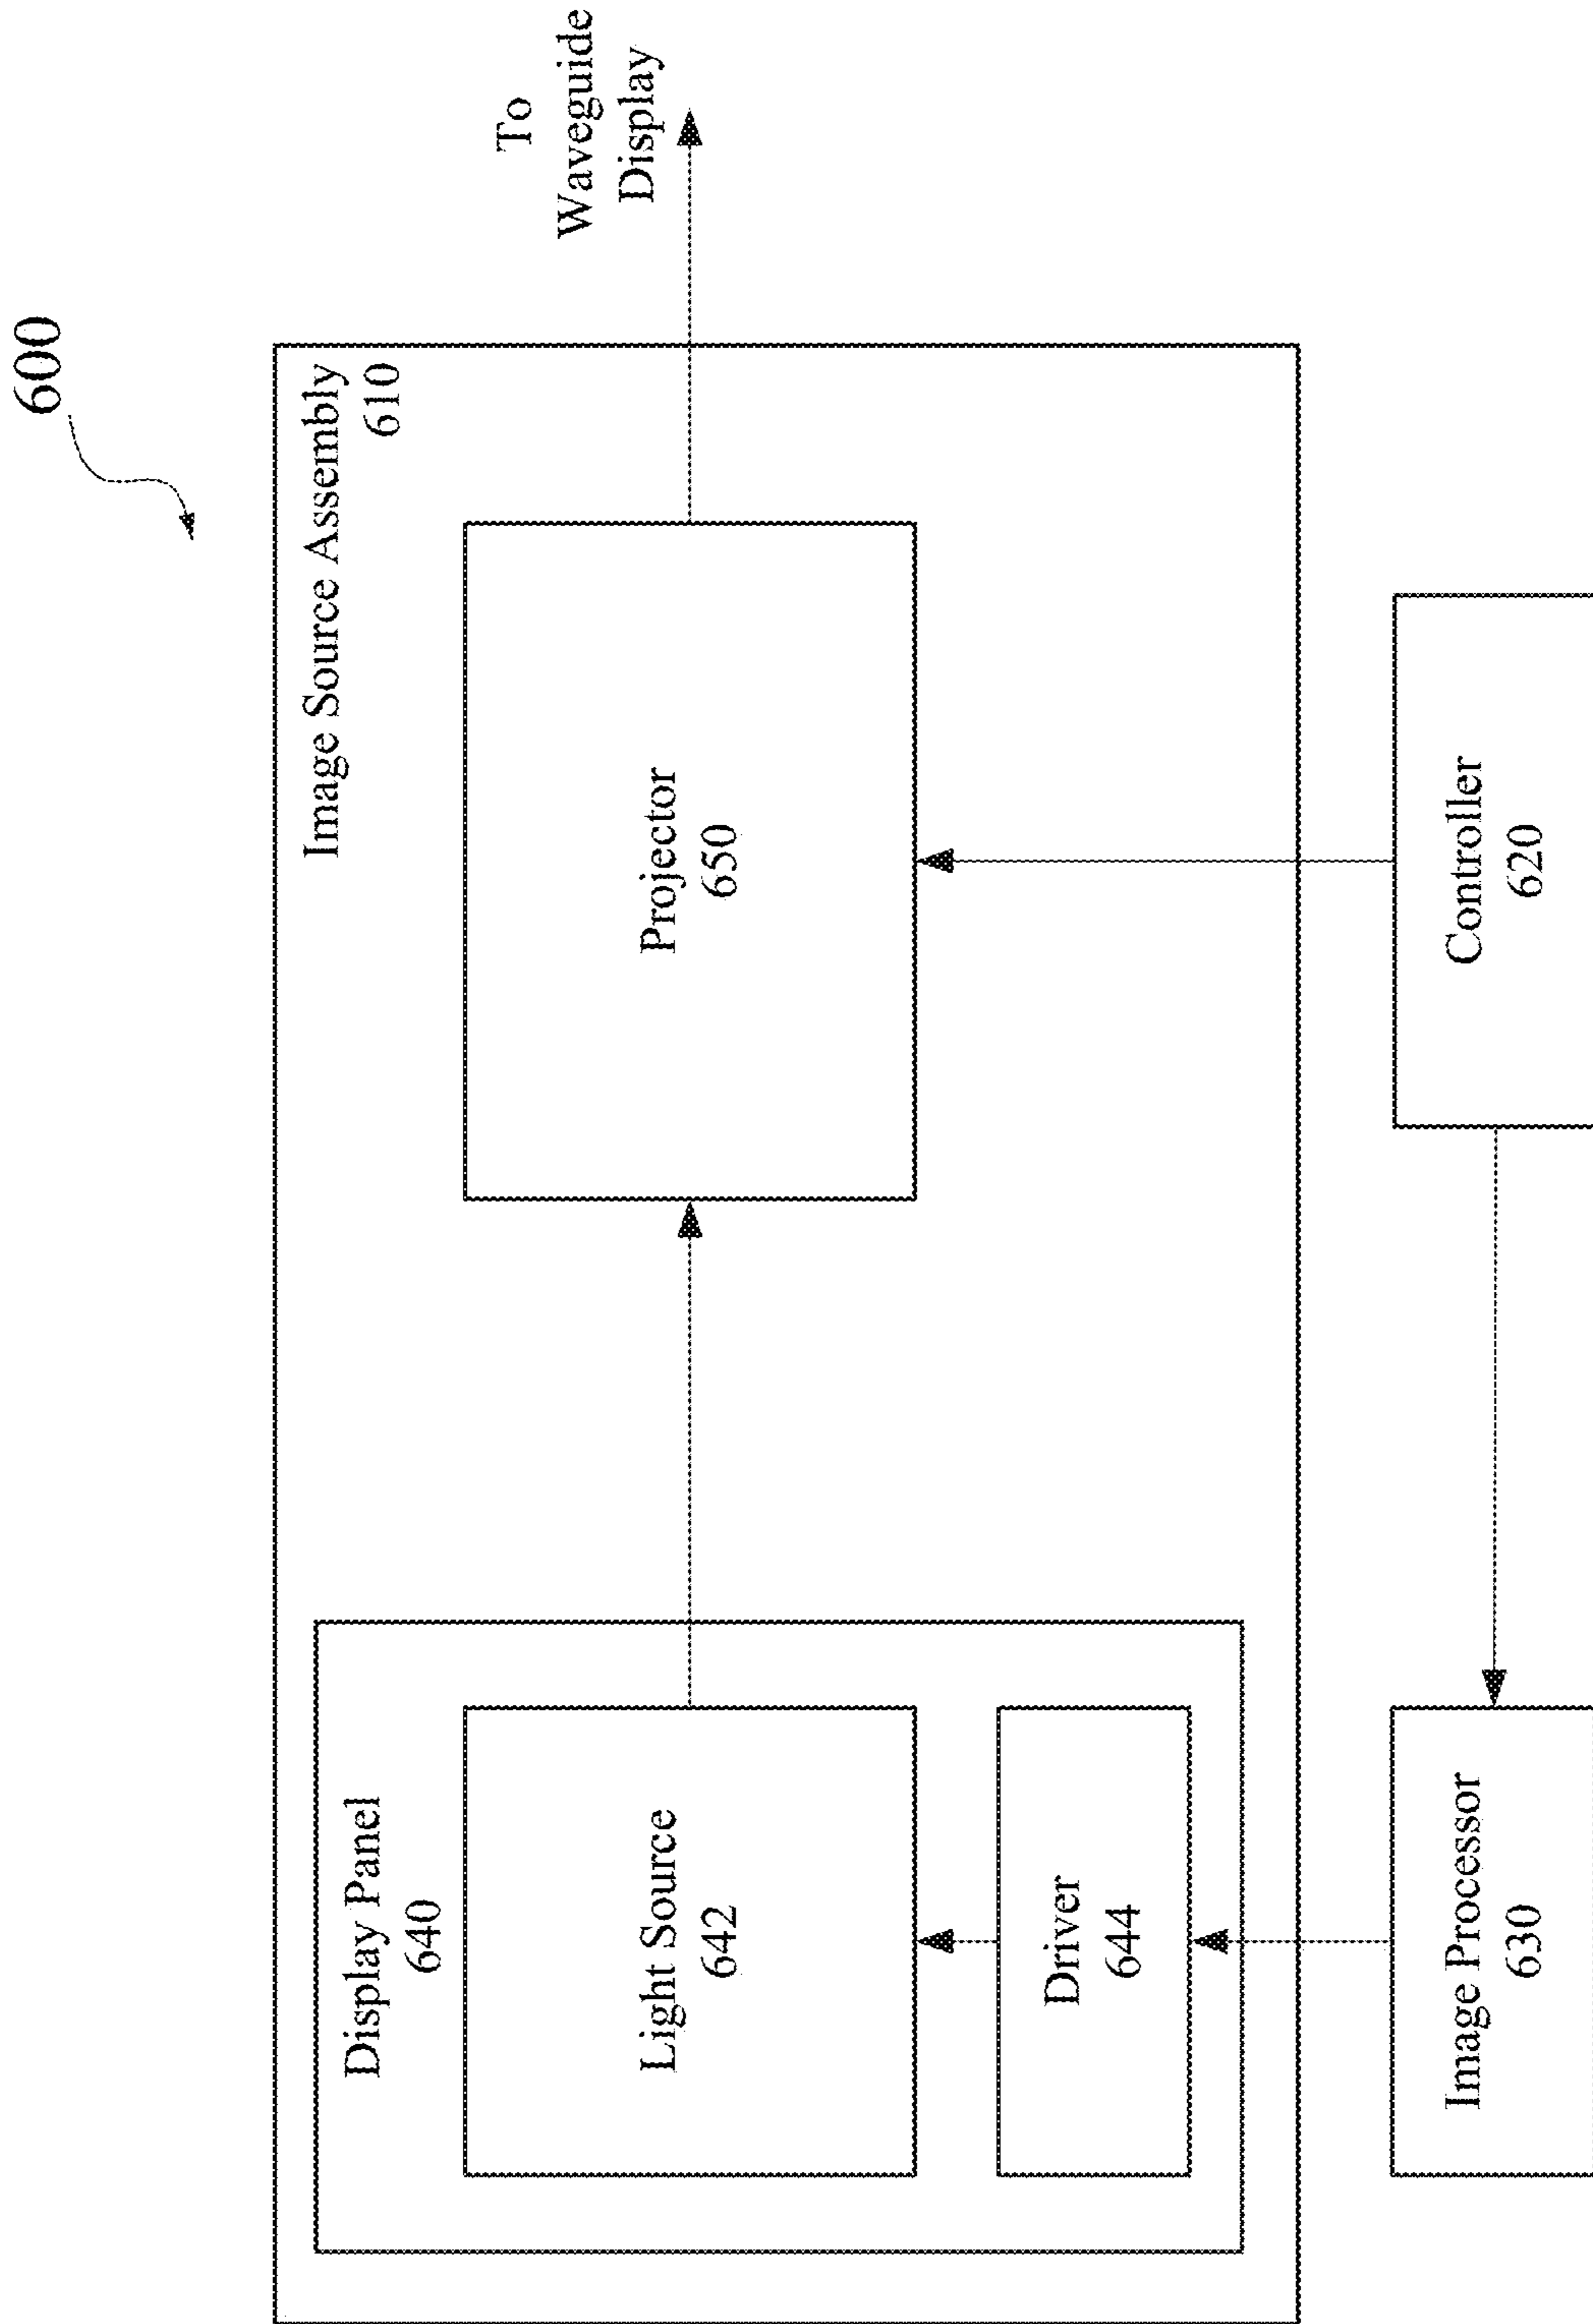 600
Image Source Assembly
610
Display Panel
640
Light Source
642
Driver
644
Projector
650
To
Waveguide
Display
Image Processor
630
Controller
620